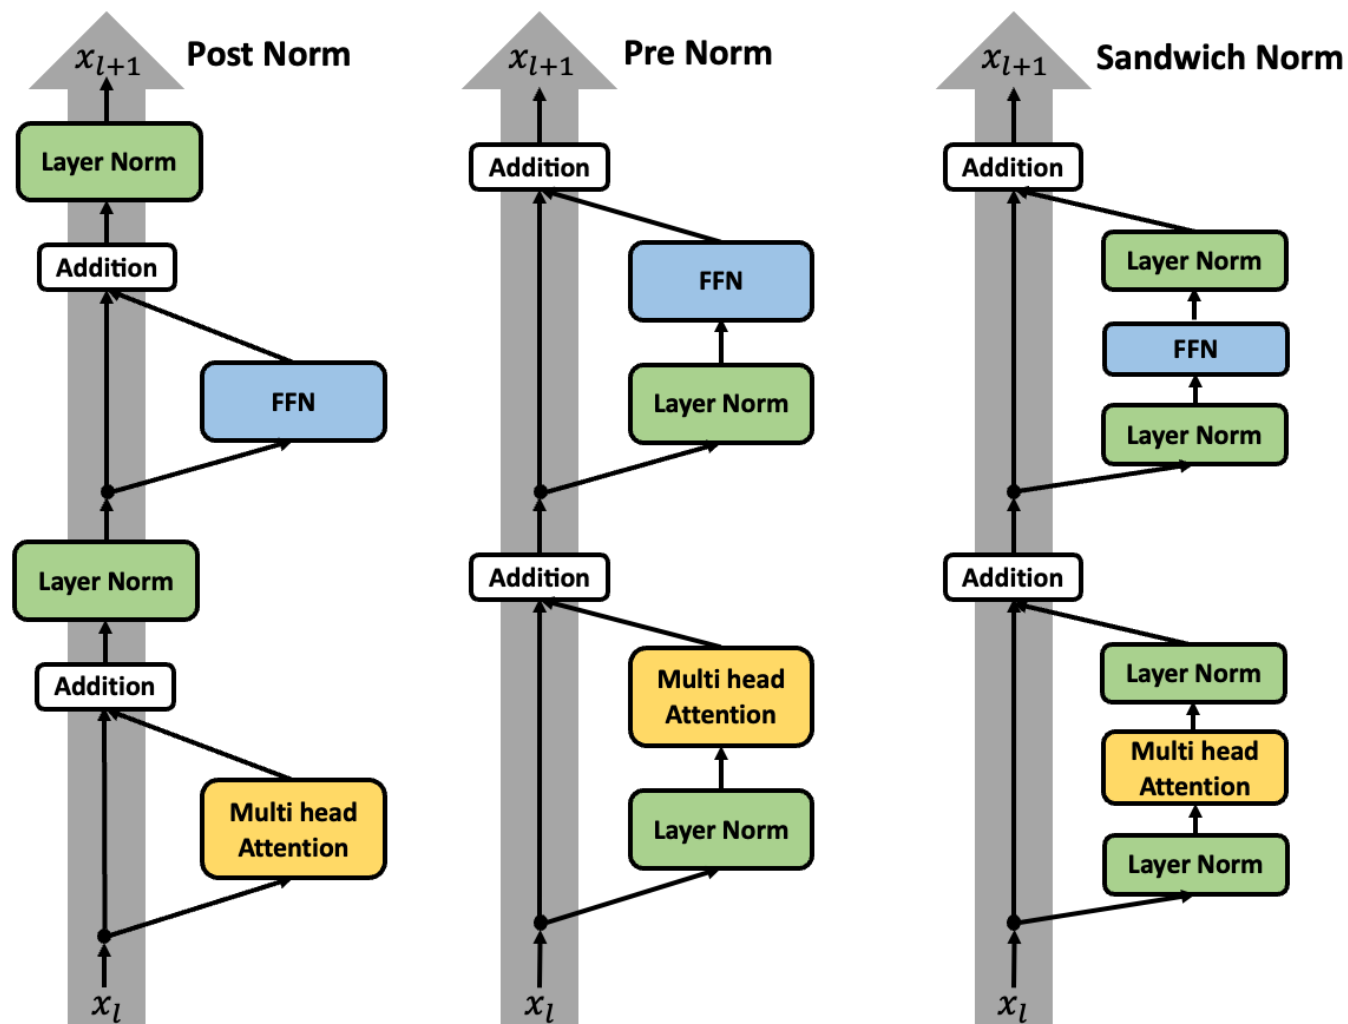 Post Norm
x_{l+1}
Layer Norm
Addition
FFN
Layer Norm
Addition
Multi head
Attention
x_l
Pre Norm
x_{l+1}
Addition
FFN
Layer Norm
Addition
Multi head
Attention
Layer Norm
x_l
Sandwich Norm
x_{l+1}
Addition
Layer Norm
FFN
Layer Norm
Addition
Layer Norm
Multi head
Attention
Layer Norm
x_l